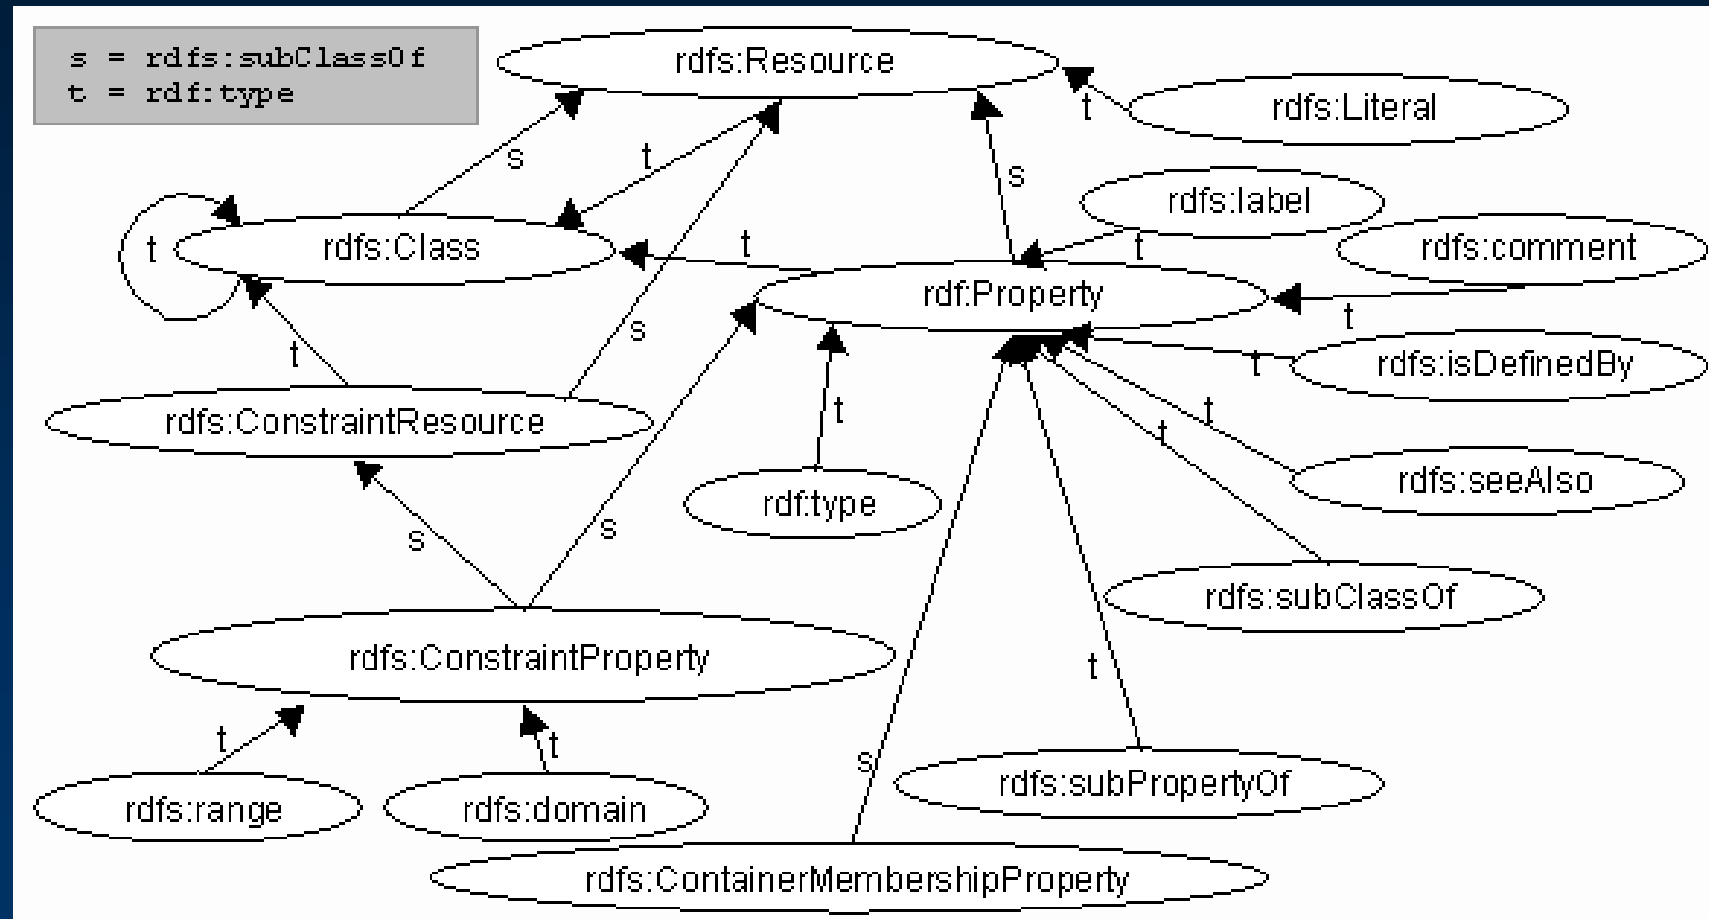 s = rdfs:subClassOf
t = rdf:type
rdfs:Resource
rdfs:Literal
t
s
t
s
rdfs:label
t
rdfs:Class
t
t
rdfs:comment
rdf:Property
t
s
t
t
rdfs:isDefinedBy
rdfs:ConstraintResource
t
t
t
rdfs:seeAlso
rdf:type
s
s
rdfs:subClassOf
rdfs:ConstraintProperty
t
t
t
s
rdfs:subPropertyOf
rdfs:range
rdfs:domain
rdfs:ContainerMembershipProperty